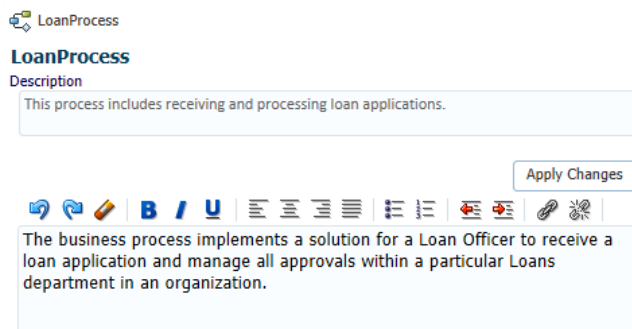 LoanProcess
LoanProcess
Description
This process includes receiving and processing loan applications.
Apply Changes
B I U
The business process implements a solution for a Loan Officer to receive a
loan application and manage all approvals within a particular Loans
department in an organization.